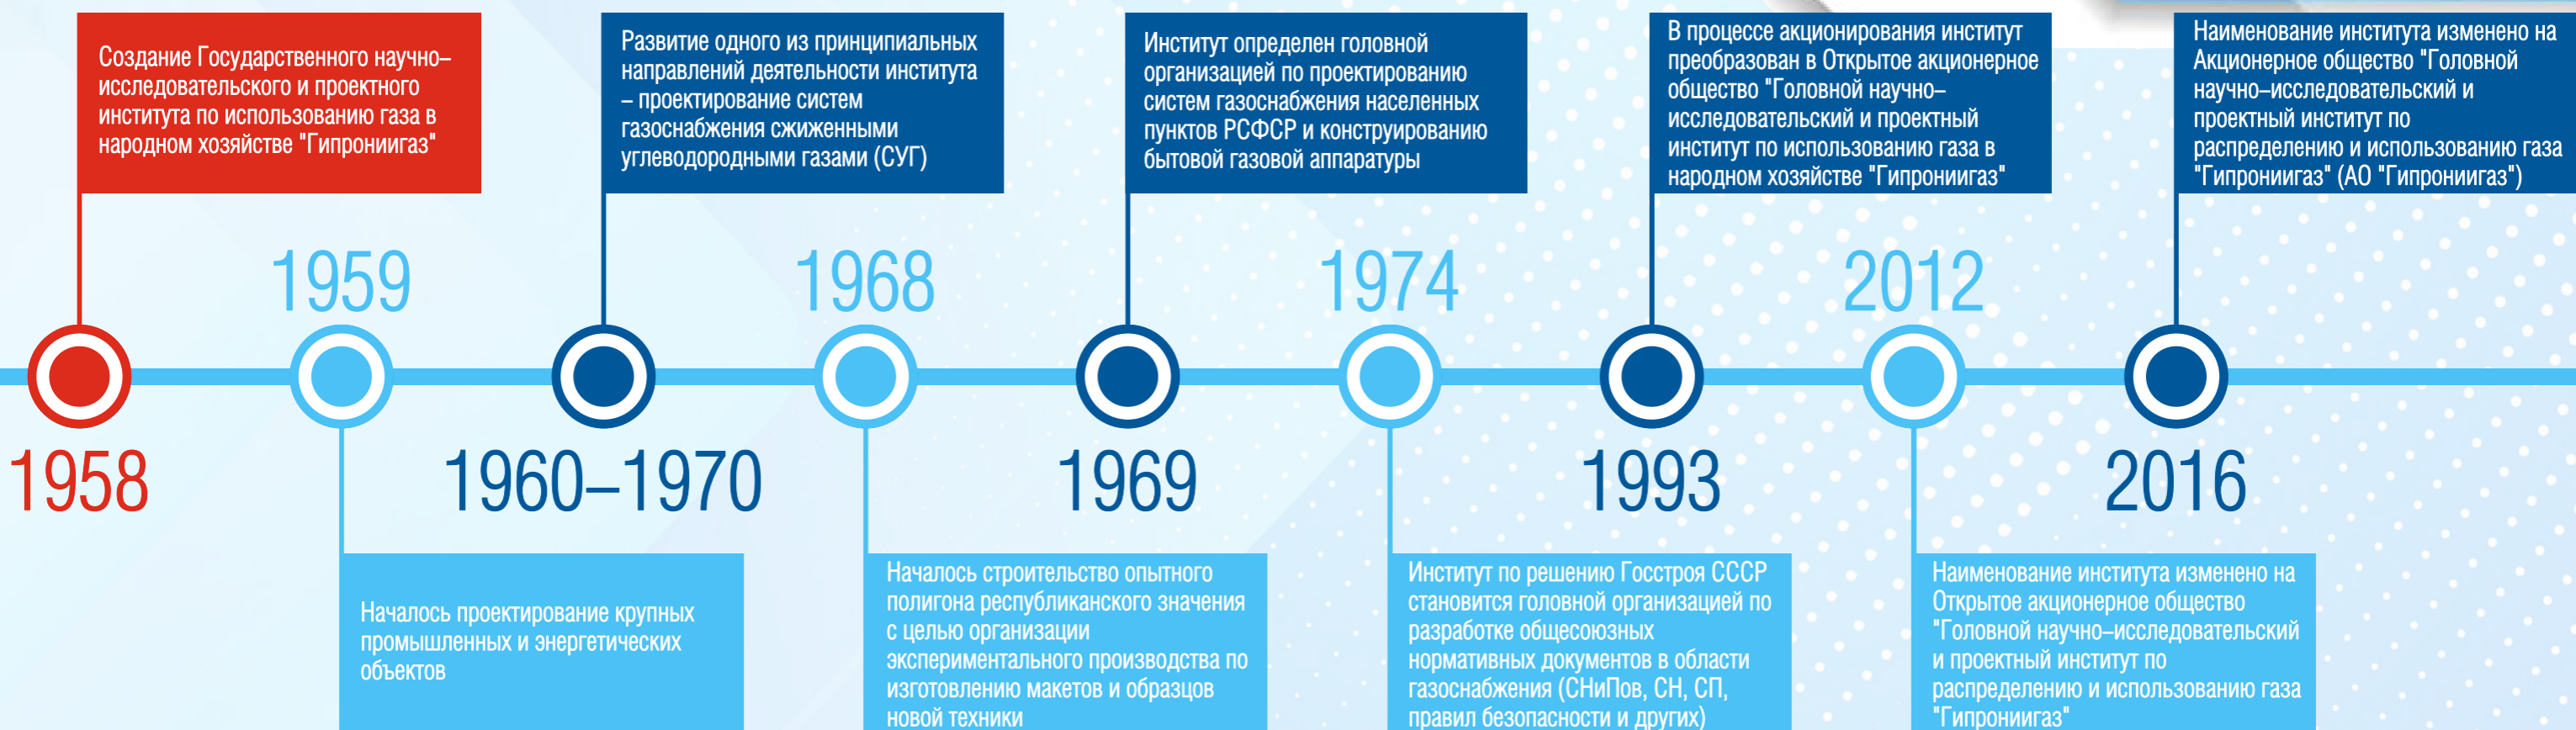 Создание Государственного научно–
исследовательского и проектного
института по использованию газа в
народном хозяйстве "Гипрониигаз"
1958
1959
Началось проектирование крупных
промышленных и энергетических
объектов
Развитие одного из принципиальных
направлений деятельности института
– проектирование систем
газоснабжения сжиженными
углеводородными газами (СУГ)
1960–1970
1968
Началось строительство опытного
полигона республиканского значения
с целью организации
экспериментального производства по
изготовлению макетов и образцов
новой техники
Институт определен головной
организацией по проектированию
систем газоснабжения населенных
пунктов РСФСР и конструированию
бытовой газовой аппаратуры
1969
1974
Институт по решению Госстроя СССР
становится головной организацией по
разработке общесоюзных
нормативных документов в области
газоснабжения (СНиПов, СН, СП,
правил безопасности и других)
В процессе акционирования институт
преобразован в Открытое акционерное
общество "Головной научно–
исследовательский и проектный
институт по использованию газа в
народном хозяйстве "Гипрониигаз"
1993
2012
Наименование института изменено на
Открытое акционерное общество
"Головной научно–исследовательский
и проектный институт по
распределению и использованию газа
"Гипрониигаз"
Наименование института изменено на
Акционерное общество "Головной
научно–исследовательский и
проектный институт по
распределению и использованию газа
"Гипрониигаз" (АО "Гипрониигаз")
2016